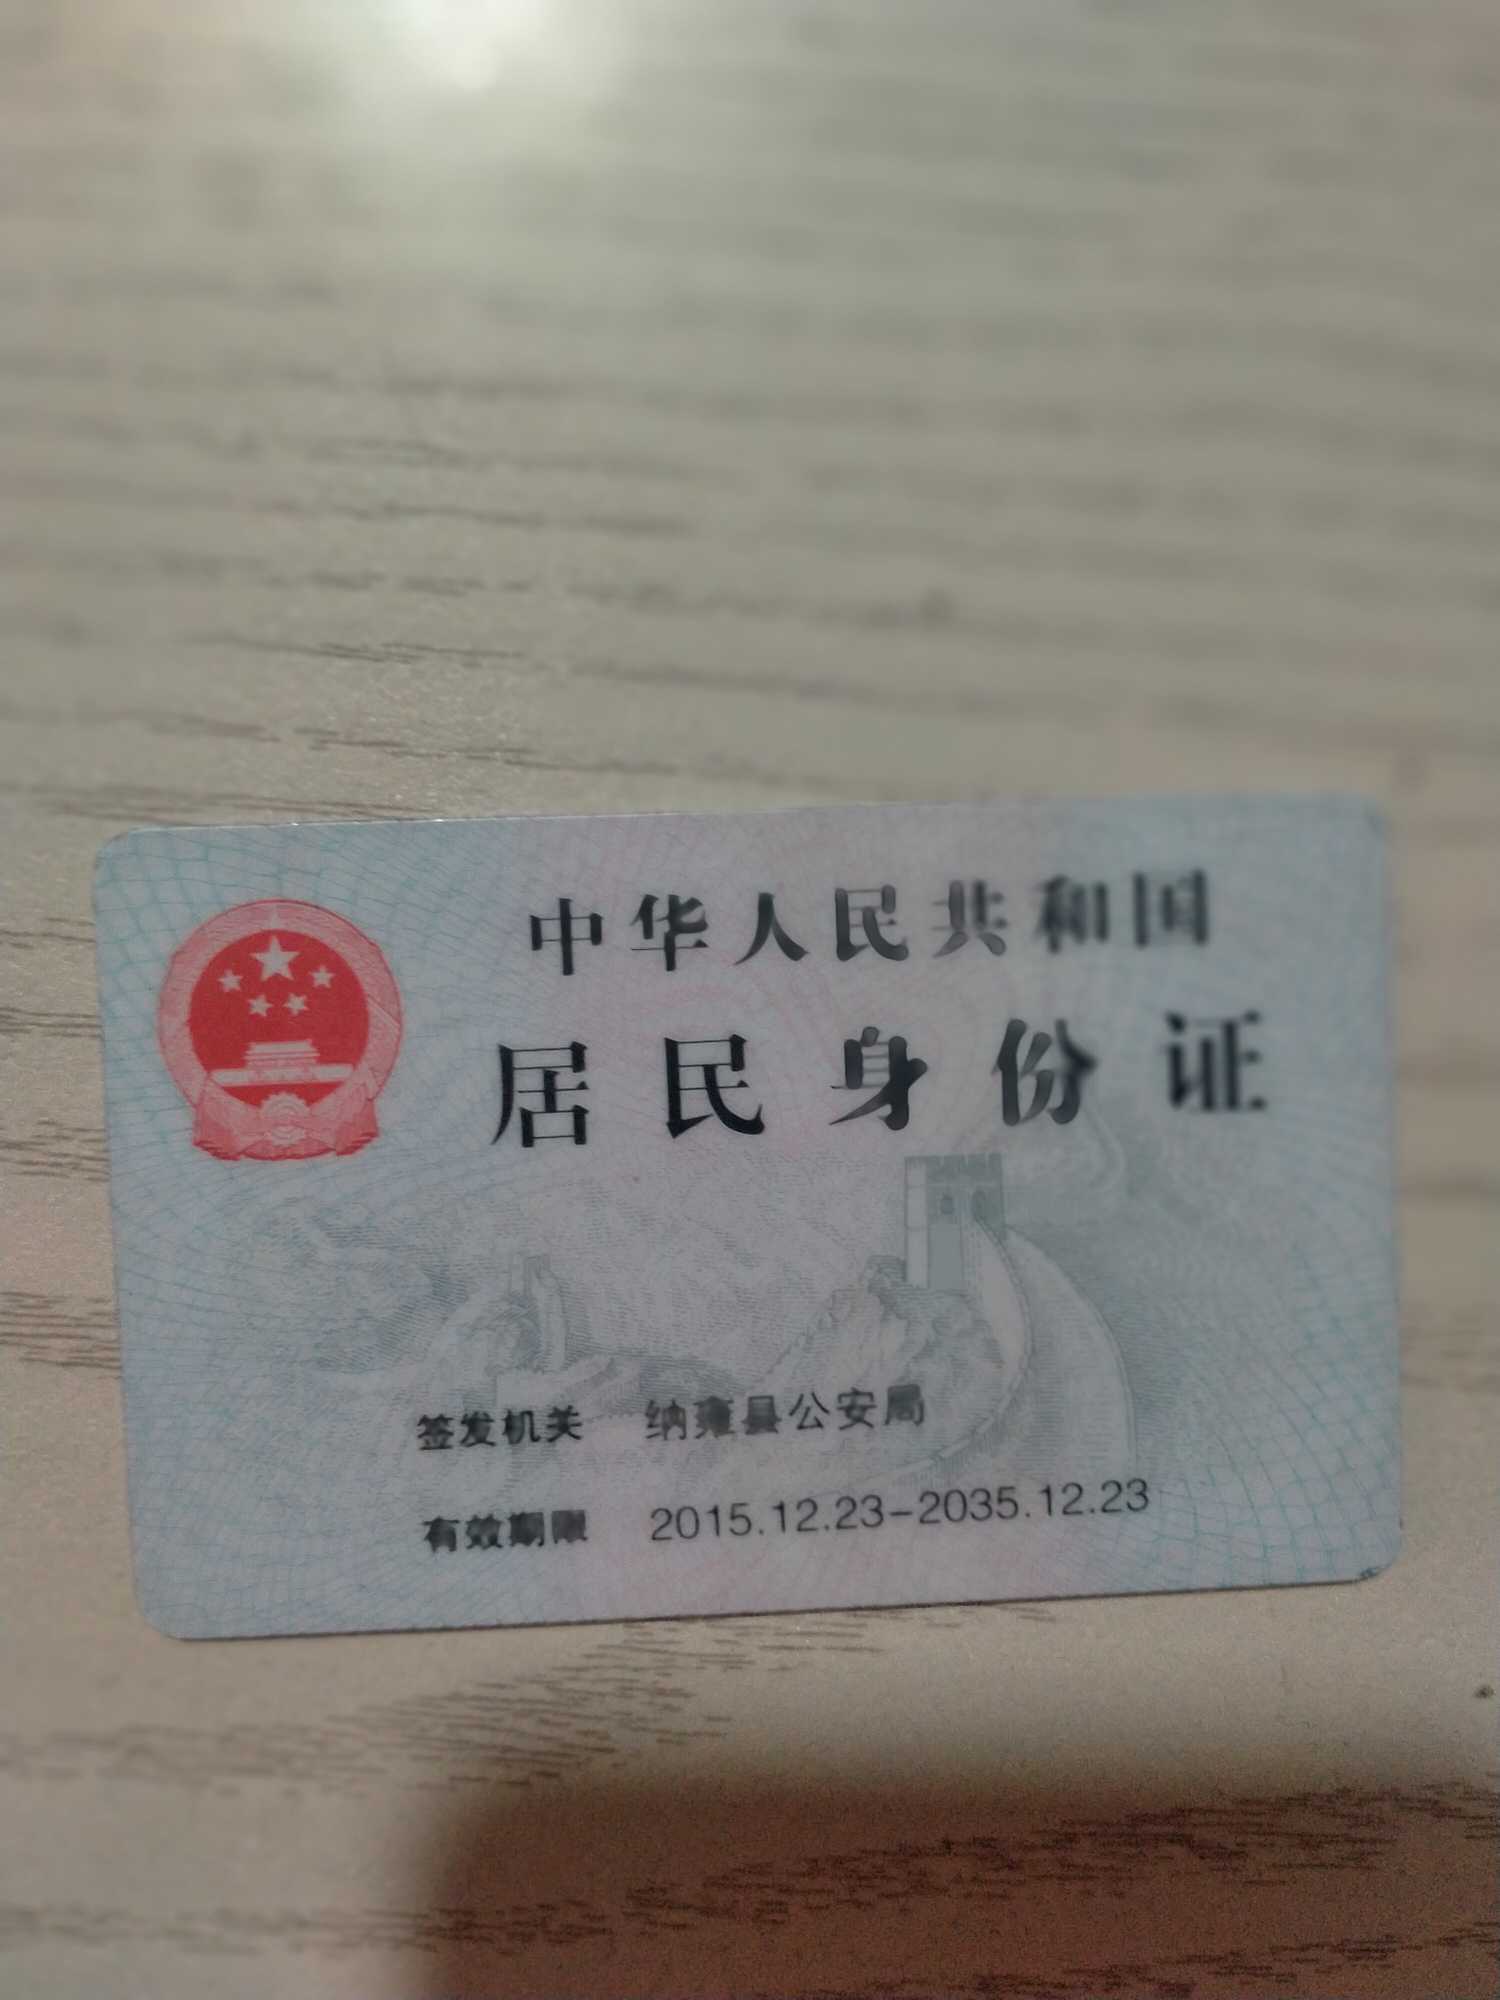 中华人民共和国
居民身份证
签发机关 纳雍县公安局
有效期限 2015.12.23-2035.12.23